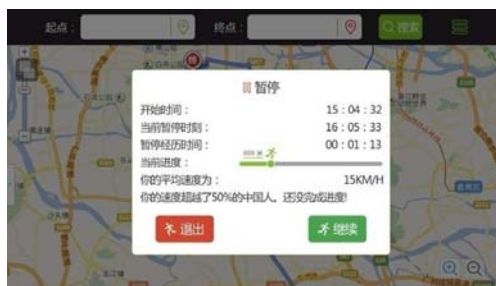 起点：
终点：
搜索
暂停
开始时间：
15：04：32
当前暂停时刻：
16：05：33
暂停经历时间：
00：01：13
当前进度：
你的平均速度为：
15KM/H
你的速度超越了50%的中国人，还没完成进度!
退出
继续